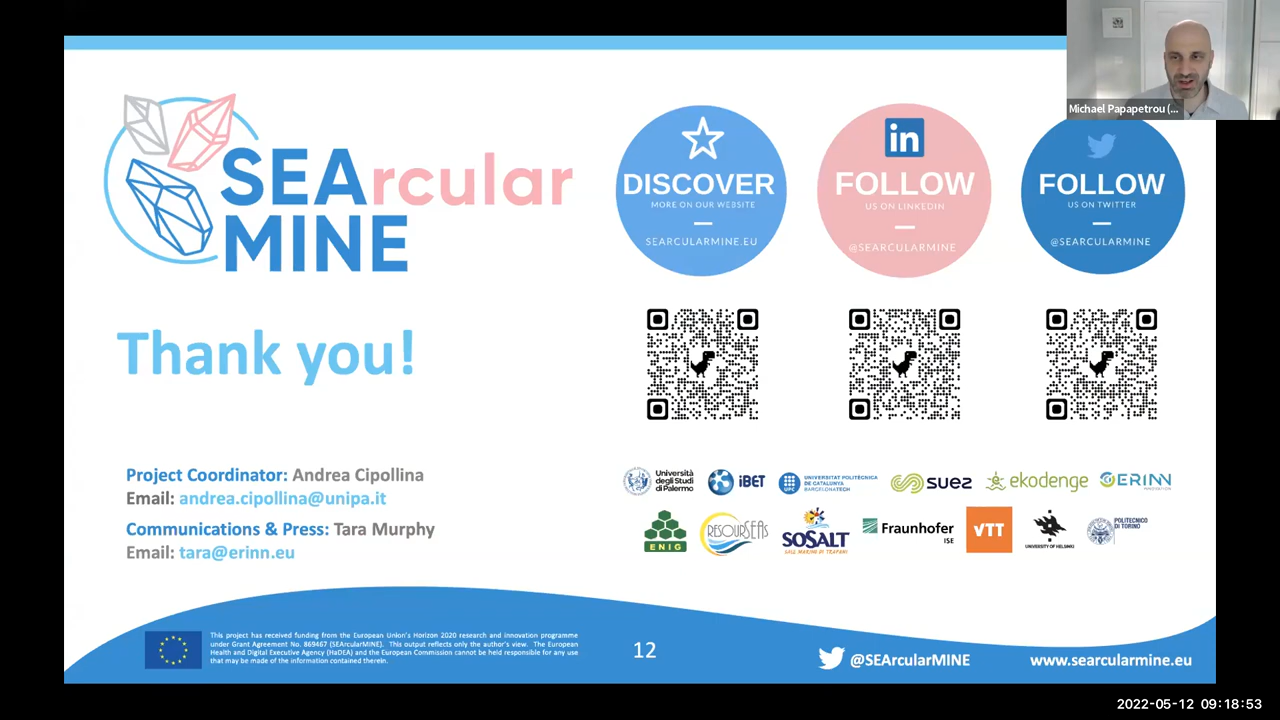 Michael Papapetrou (...
SEArcular
MINE
DISCOVER
MORE ON OUR WEBSITE
SEARCULARMINE.EU
in
FOLLOW
US ON LINKEDIN
@SEARCULARMINE
FOLLOW
US ON TWITTER
@SEARCULARMINE
Thank you!
Project Coordinator: Andrea Cipollina
Email: andrea.cipollina@unipa.it
Communications & Press: Tara Murphy
Email: tara@erinn.eu
Università
degli Studi
di Palermo
iBET
UPC
UNIVERSITAT POLITÈCNICA
DE CATALUNYA
BARCELONATECH
suez
ekodenge
ERINN
INNOVATION
ENIG
RESOURSEAS
SOSALT
SALI MARINI DI TRAPANI
Fraunhofer
ISE
VTT
UNIVERSITY OF HELSINKI
POLITECNICO
DI TORINO
This project has received funding from the European Union's Horizon 2020 research and innovation programme
under Grant Agreement No. 869467 (SEArcularMINE). This output reflects only the author's view. The European
Health and Digital Executive Agency (HaDEA) and the European Commission cannot be held responsible for any use
that may be made of the information contained therein.
12
@SEArcularMINE
www.searcularmine.eu
2022-05-12 09:18:53